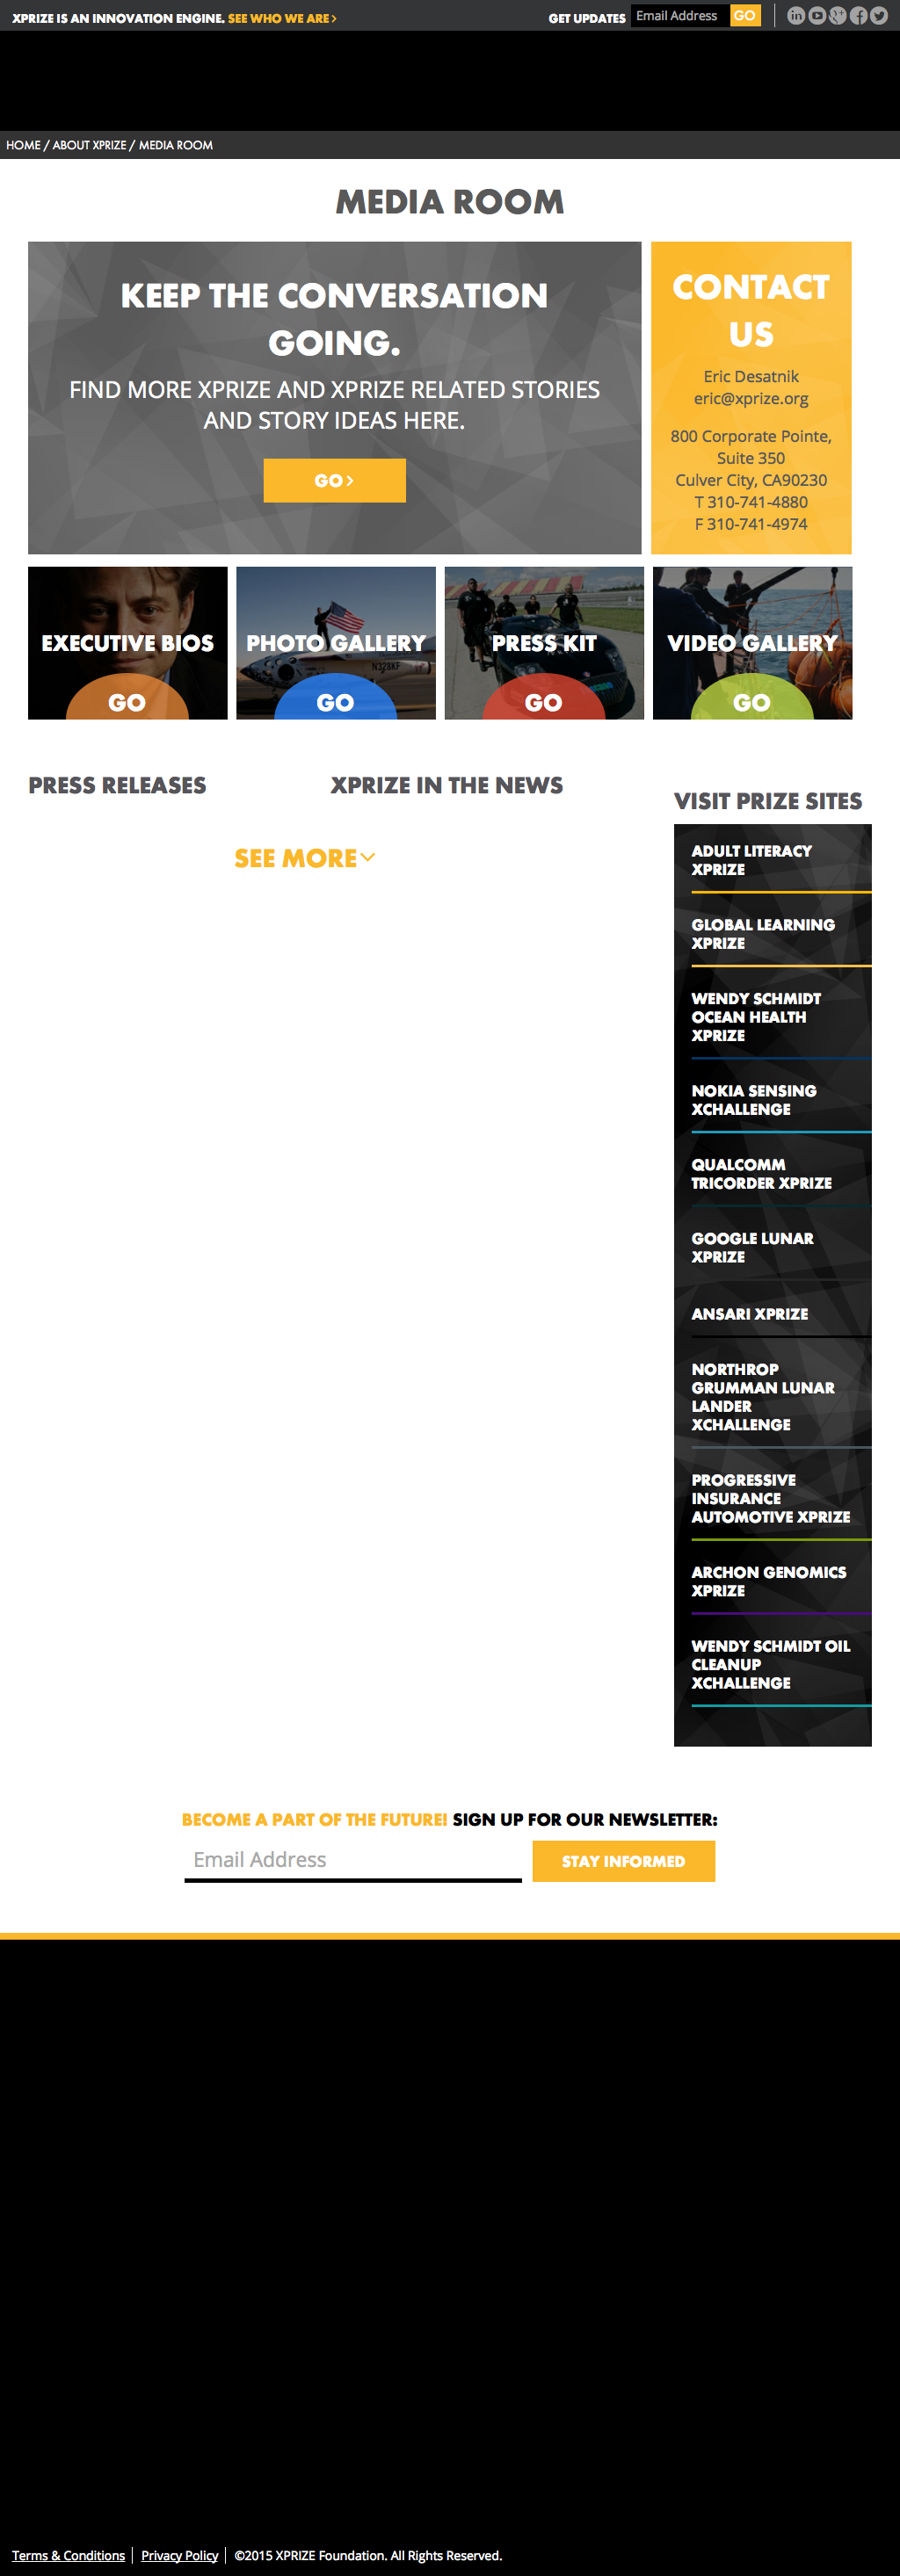 XPRIZE IS AN INNOVATION ENGINE. SEE WHO WE ARE >
GET UPDATES Email Address GO
HOME / ABOUT XPRIZE / MEDIA ROOM
MEDIA ROOM
KEEP THE CONVERSATION
GOING.
FIND MORE XPRIZE AND XPRIZE RELATED STORIES
AND STORY IDEAS HERE.
GO >
CONTACT
US
Eric Desatnik
eric@xprize.org
800 Corporate Pointe,
Suite 350
Culver City, CA90230
T 310-741-4880
F 310-741-4974
EXECUTIVE BIOS
GO
PHOTO GALLERY
N328KF
GO
PRESS KIT
GO
VIDEO GALLERY
GO
PRESS RELEASES
XPRIZE IN THE NEWS
SEE MORE
VISIT PRIZE SITES
ADULT LITERACY
XPRIZE
GLOBAL LEARNING
XPRIZE
WENDY SCHMIDT
OCEAN HEALTH
XPRIZE
NOKIA SENSING
XCHALLENGE
QUALCOMM
TRICORDER XPRIZE
GOOGLE LUNAR
XPRIZE
ANSARI XPRIZE
NORTHROP
GRUMMAN LUNAR
LANDER
XCHALLENGE
PROGRESSIVE
INSURANCE
AUTOMOTIVE XPRIZE
ARCHON GENOMICS
XPRIZE
WENDY SCHMIDT OIL
CLEANUP
XCHALLENGE
BECOME A PART OF THE FUTURE! SIGN UP FOR OUR NEWSLETTER:
Email Address
STAY INFORMED
Terms & Conditions | Privacy Policy | ©2015 XPRIZE Foundation. All Rights Reserved.